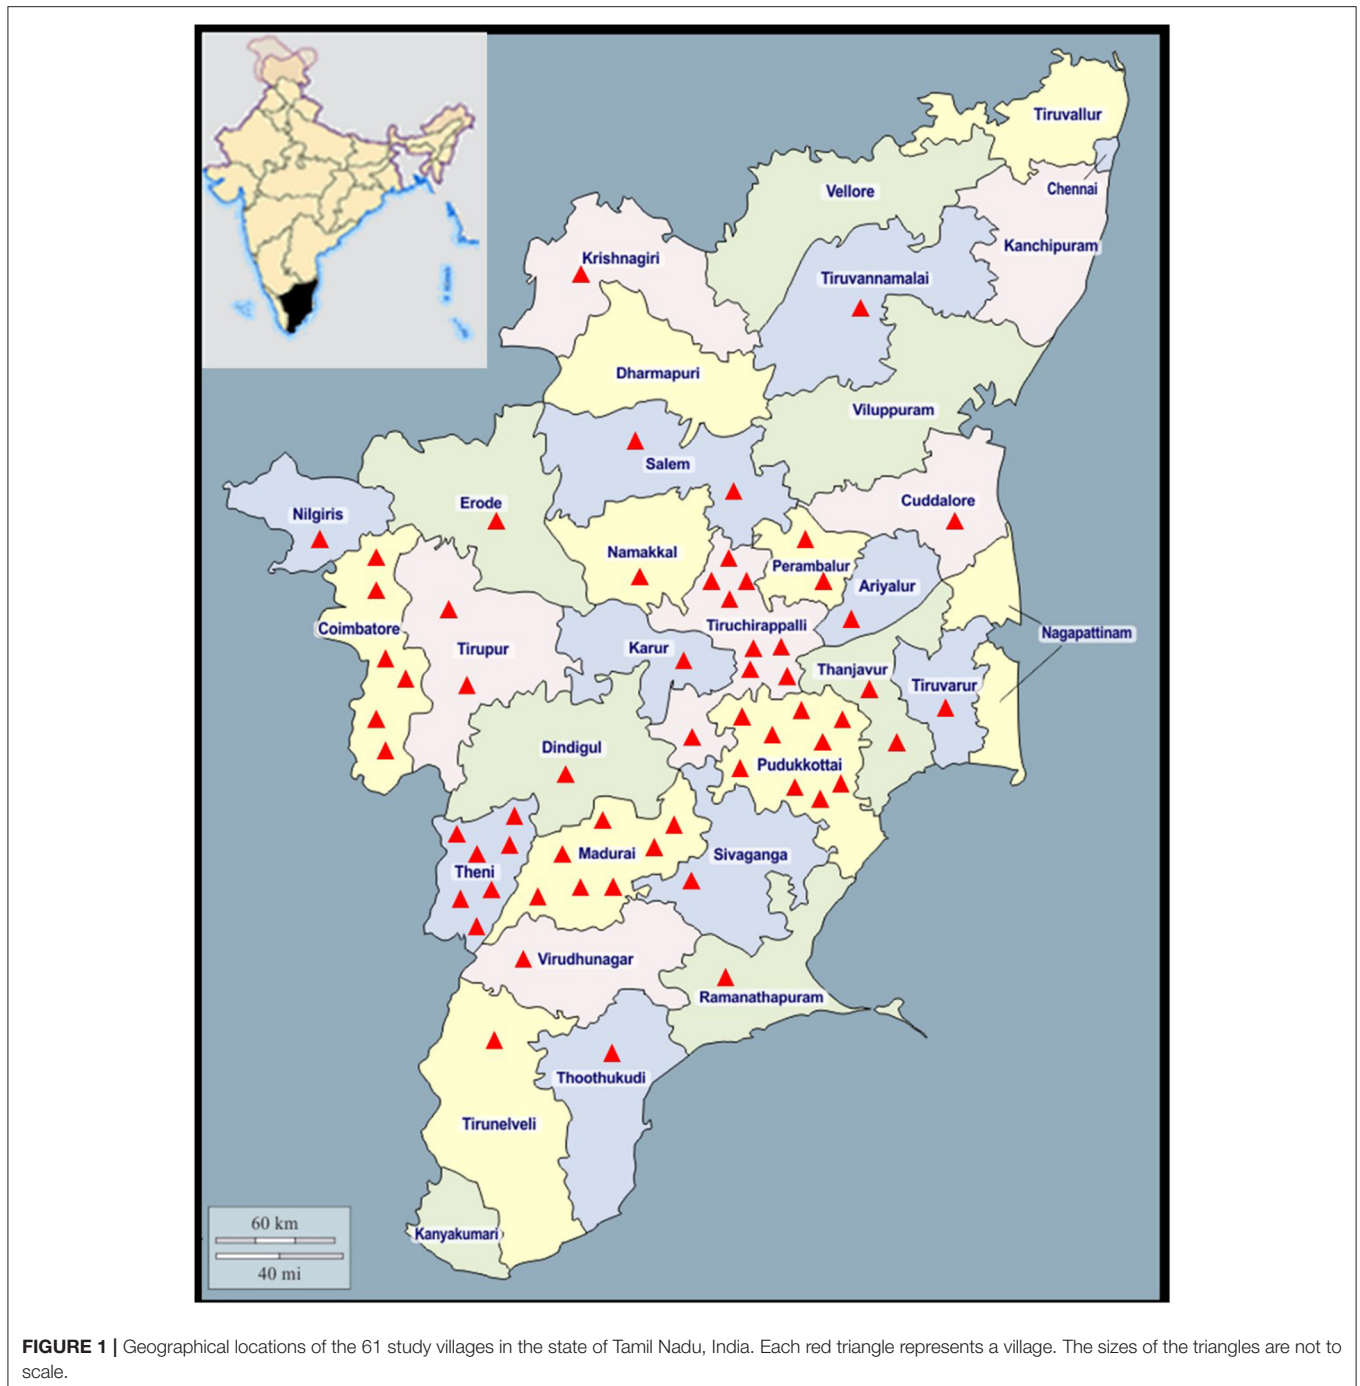 Tiruvallur
Chennai
Vellore
Kanchipuram
Krishnagiri
Tiruvannamalai
Dharmapuri
Viluppuram
Salem
Cuddalore
Erode
Nilgiris
Namakkal
Perambalur
Ariyalur
Coimbatore
Tiruchirappalli
Nagapattinam
Tirupur
Karur
Thanjavur
Tiruvarur
Dindigul
Pudukkottai
Madurai
Sivaganga
Theni
Virudhunagar
Ramanathapuram
Thoothukudi
Tirunelveli
Kanyakumari
60 km
40 mi
FIGURE 1 | Geographical locations of the 61 study villages in the state of Tamil Nadu, India. Each red triangle represents a village. The sizes of the triangles are not to
scale.